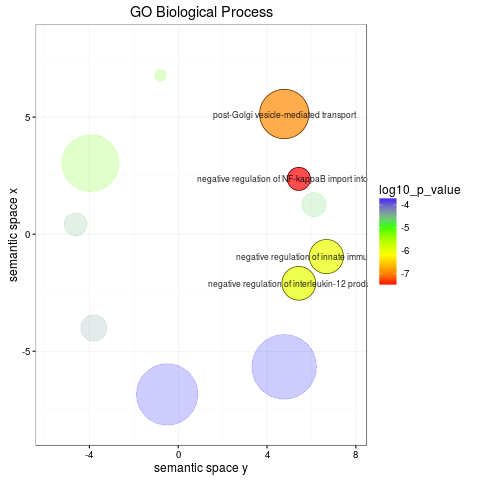 GO Biological Process
post-Golgi vesicle-mediated transport
negative regulation of NF-kappaB import into
negative regulation of innate immu
negative regulation of interleukin-12 prod
semantic space x
5
0
-5
-4
0
4
8
semantic space y
log10_p_value
-4
-5
-6
-7